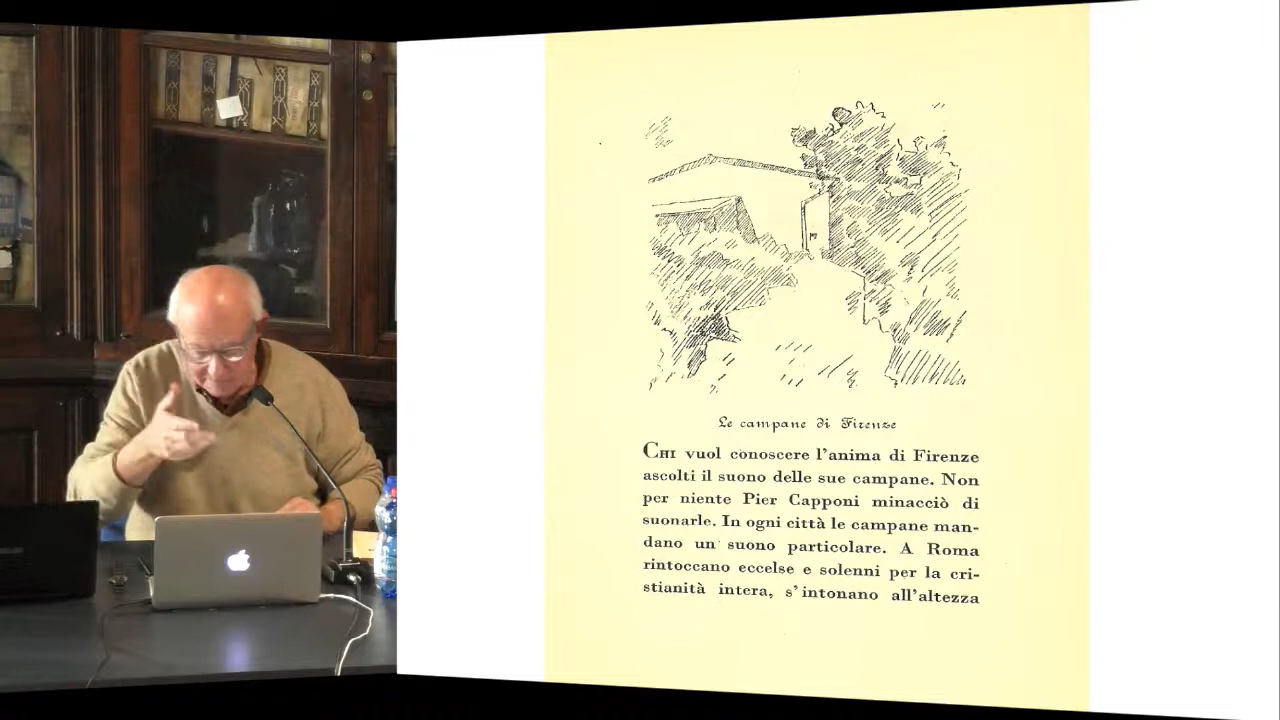 Le campane di Firenze
CHI vuol conoscere l'anima di Firenze
ascolti il suono delle sue campane. Non
per niente Pier Capponi minacciò di
suonarle. In ogni città le campane man-
dano un suono particolare. A Roma
rintoccano eccelse e solenni per la cri-
stianità intera, s'intonano all'altezza